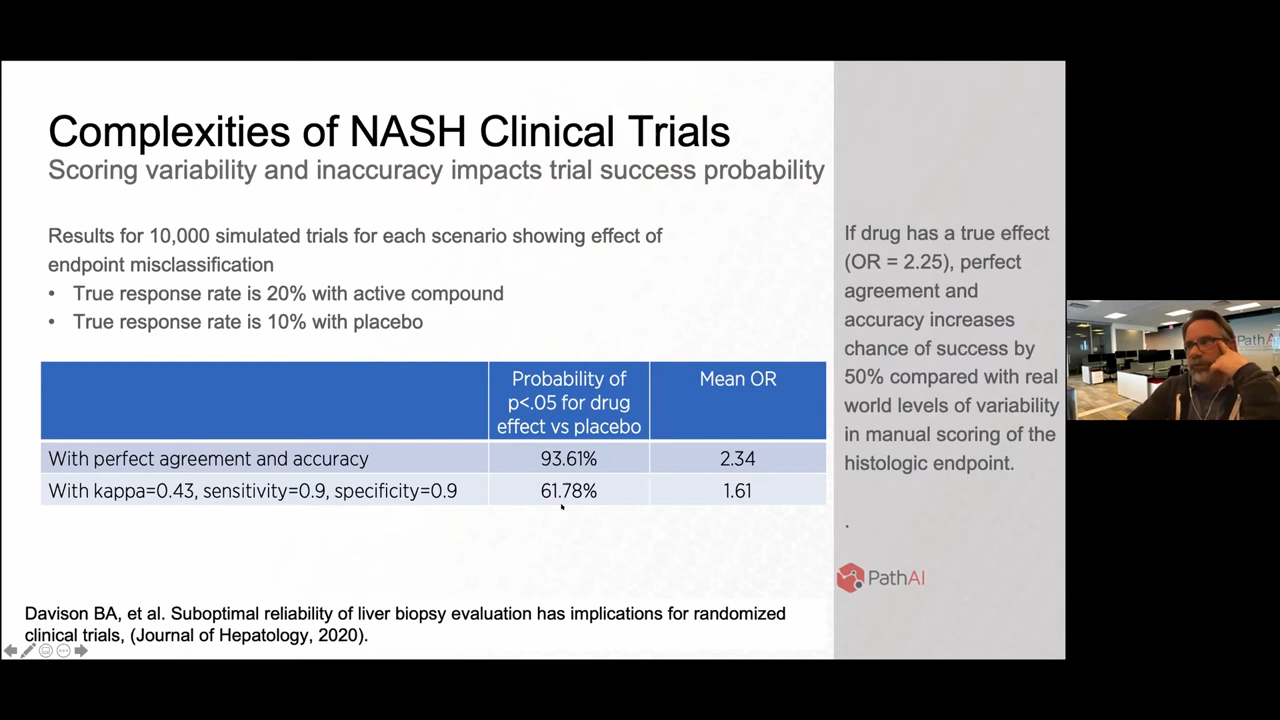 Complexities of NASH Clinical Trials
Scoring variability and inaccuracy impacts trial success probability
Results for 10,000 simulated trials for each scenario showing effect of
endpoint misclassification
• True response rate is 20% with active compound
• True response rate is 10% with placebo
Probability of
p<.05 for drug
effect vs placebo
Mean OR
With perfect agreement and accuracy 93.61% 2.34
With kappa=0.43, sensitivity=0.9, specificity=0.9 61.78% 1.61
Davison BA, et al. Suboptimal reliability of liver biopsy evaluation has implications for randomized
clinical trials, (Journal of Hepatology, 2020).
If drug has a true effect
(OR = 2.25), perfect
agreement and
accuracy increases
chance of success by
50% compared with real
world levels of variability
in manual scoring of the
histologic endpoint.
.
PathAI
PathAI